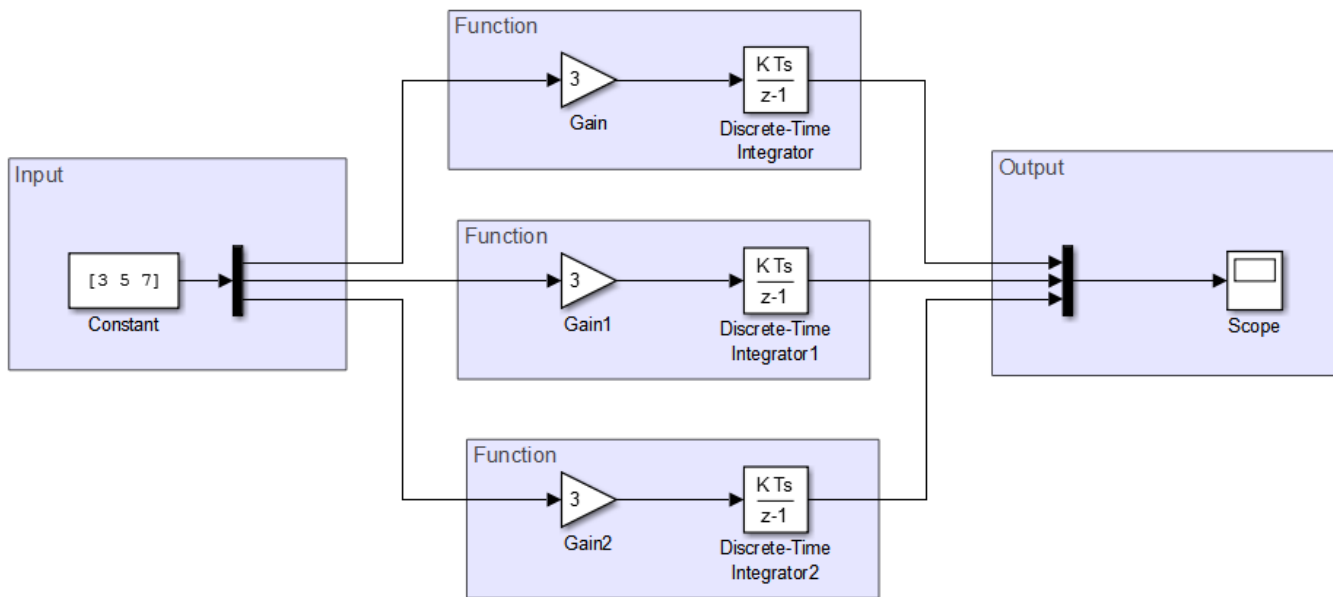 Function
3
Gain
K Ts
z-1
Discrete-Time
Integrator
Input
[3 5 7]
Constant
Function
3
Gain1
K Ts
z-1
Discrete-Time
Integrator1
Output
Scope
Function
3
Gain2
K Ts
z-1
Discrete-Time
Integrator2